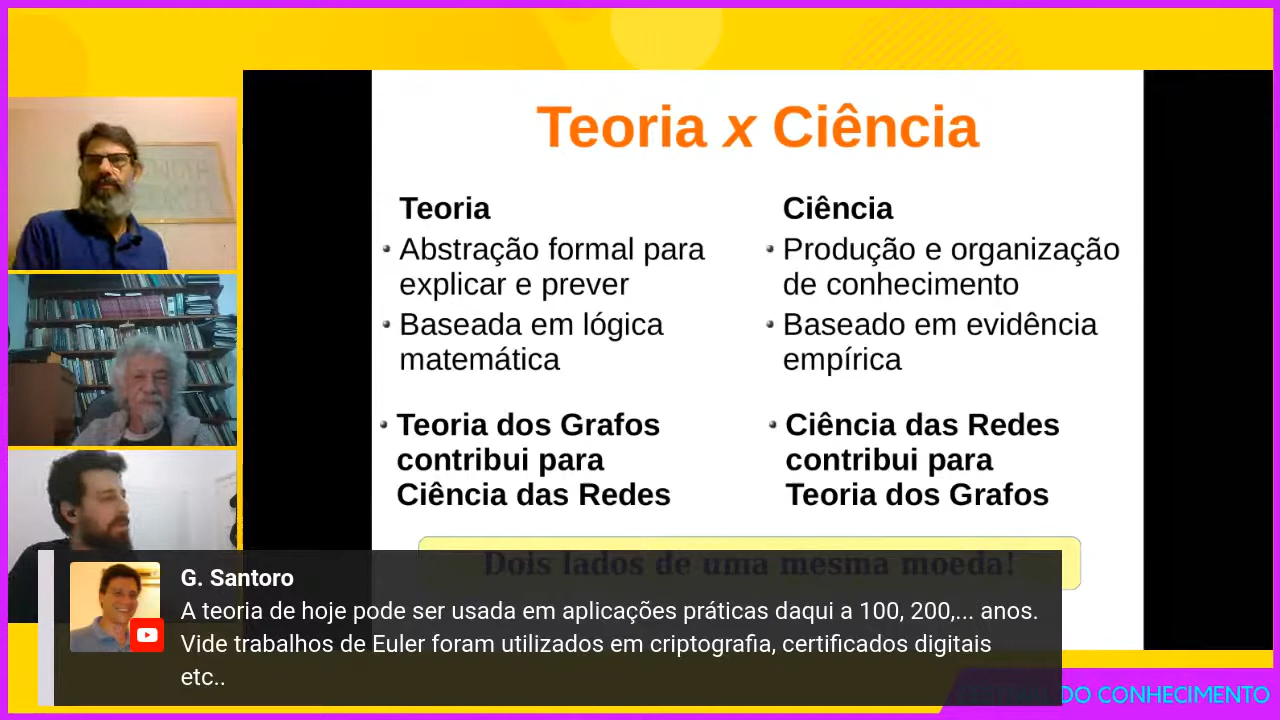 Teoria x Ciência
Teoria
• Abstração formal para
explicar e prever
• Baseada em lógica
matemática
• Teoria dos Grafos
contribui para
Ciência das Redes
Ciência
• Produção e organização
de conhecimento
• Baseado em evidência
empírica
• Ciência das Redes
contribui para
Teoria dos Grafos
Dois lados de uma mesma moeda!
G. Santoro
A teoria de hoje pode ser usada em aplicações práticas daqui a 100, 200,... anos.
Vide trabalhos de Euler foram utilizados em criptografia, certificados digitais
etc..
DO CONHECIMENTO